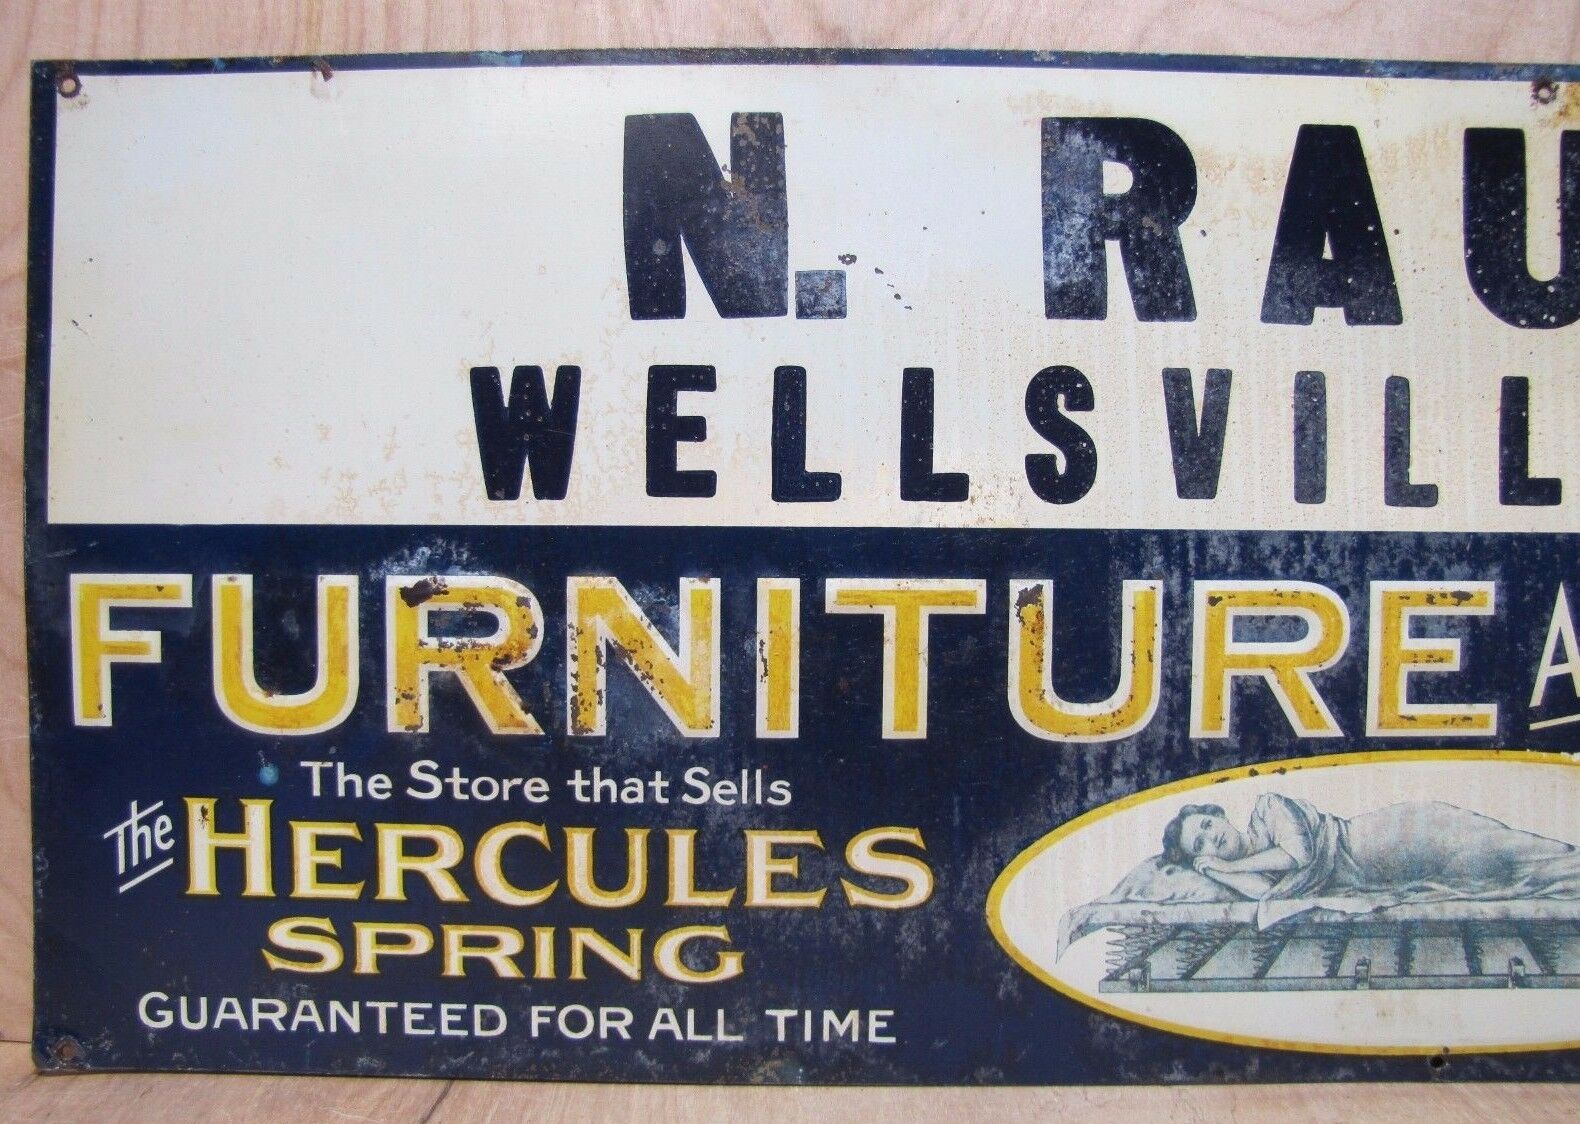 N. RAU
WELLSVILL
FURNITURE A
The Store that Sells
The HERCULES
SPRING
GUARANTEED FOR ALL TIME